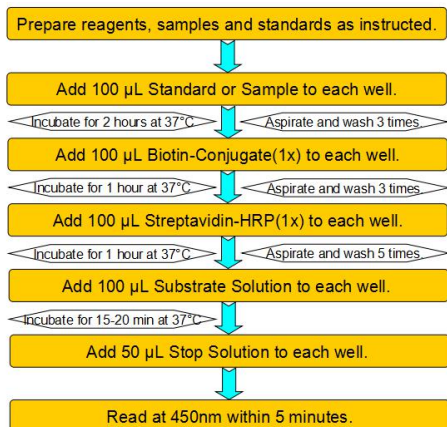 Prepare reagents, samples and standards as instructed.
Add 100 µL Standard or Sample to each well.
Incubate for 2 hours at 37°C
Aspirate and wash 3 times.
Add 100 µL Biotin-Conjugate(1x) to each well.
Incubate for 1 hour at 37°C
Aspirate and wash 3 times.
Add 100 µL Streptavidin-HRP(1x) to each well.
Incubate for 1 hour at 37°C
Aspirate and wash 5 times.
Add 100 µL Substrate Solution to each well.
Incubate for 15-20 min at 37°C
Add 50 µL Stop Solution to each well.
Read at 450nm within 5 minutes.